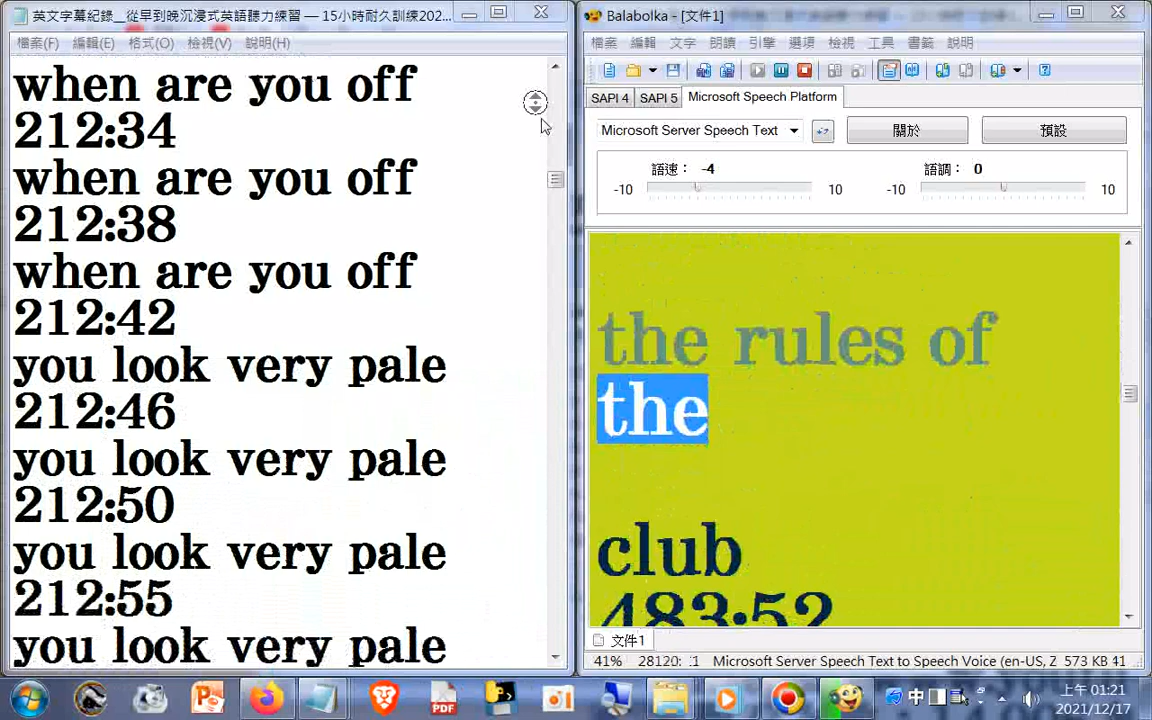 英文字幕紀錄__從早到晚沉浸式英語聽力練習 — 15小時耐久訓練202...
檔案(F) 編輯(E) 格式(O) 檢視(V) 說明(H)
when are you off
212:34
when are you off
212:38
when are you off
212:42
you look very pale
212:46
you look very pale
212:50
you look very pale
212:55
you look very pale
Balabolka - [文件1]
檔案 編輯 文字 朗讀 引擎 選項 檢視 工具 書籤 說明
SAPI 4 SAPI 5 Microsoft Speech Platform
Microsoft Server Speech Text 關於 預設
語速： -4 語調： 0
-10 10 -10 10
the rules of
the
club
483:52
文件1
41% 28120: :1 Microsoft Server Speech Text to Speech Voice (en-US, Z 573 KB 41
中 上午 01:21
2021/12/17